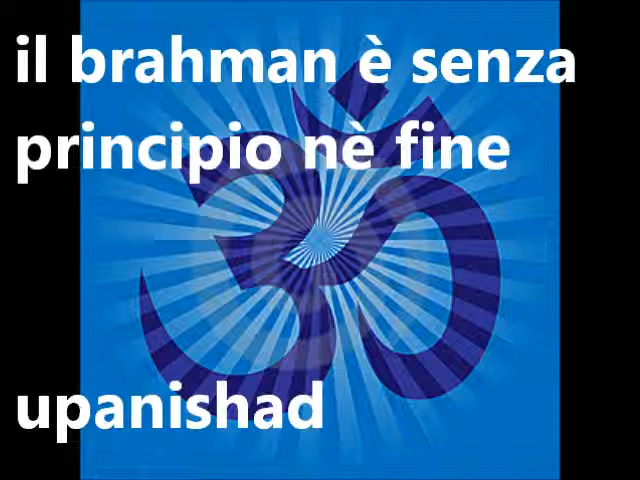 il brahman è senza
principio nè fine
upanishad